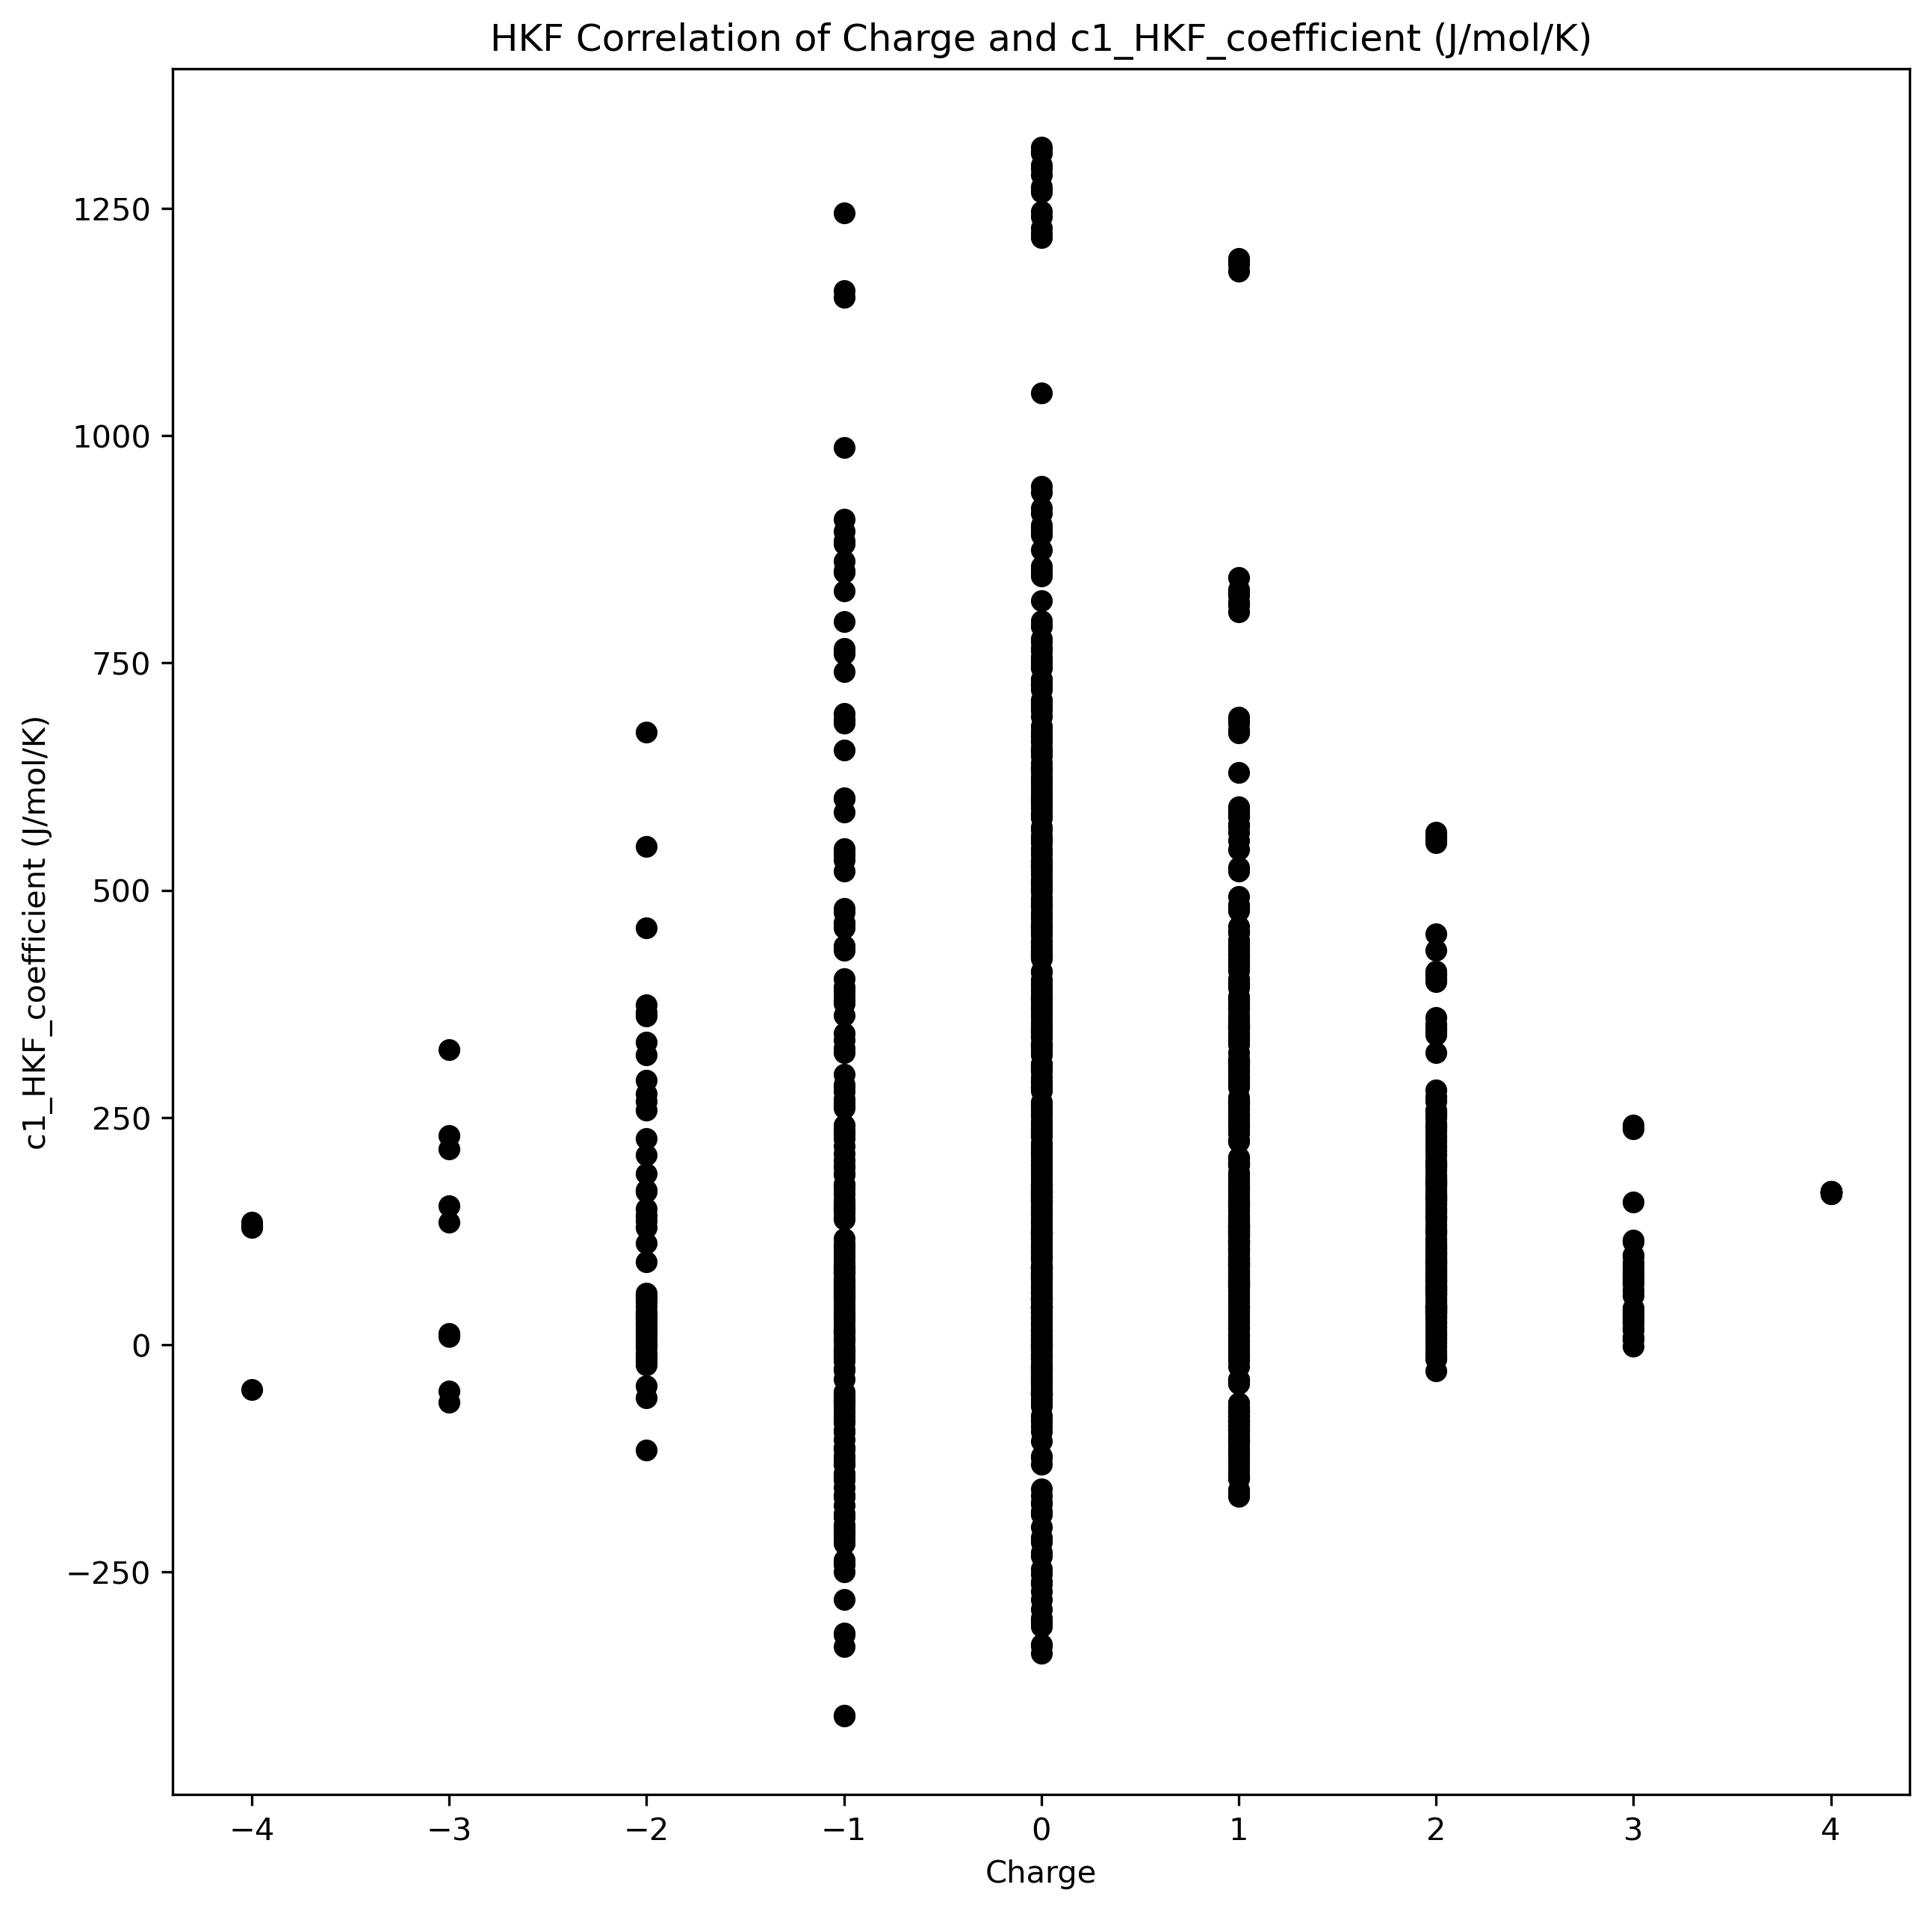 HKF Correlation of Charge and c1_HKF_coefficient (J/mol/K)
c1_HKF_coefficient (J/mol/K)
1250
1000
750
500
250
0
−250
−4 −3 −2 −1 0 1 2 3 4
Charge